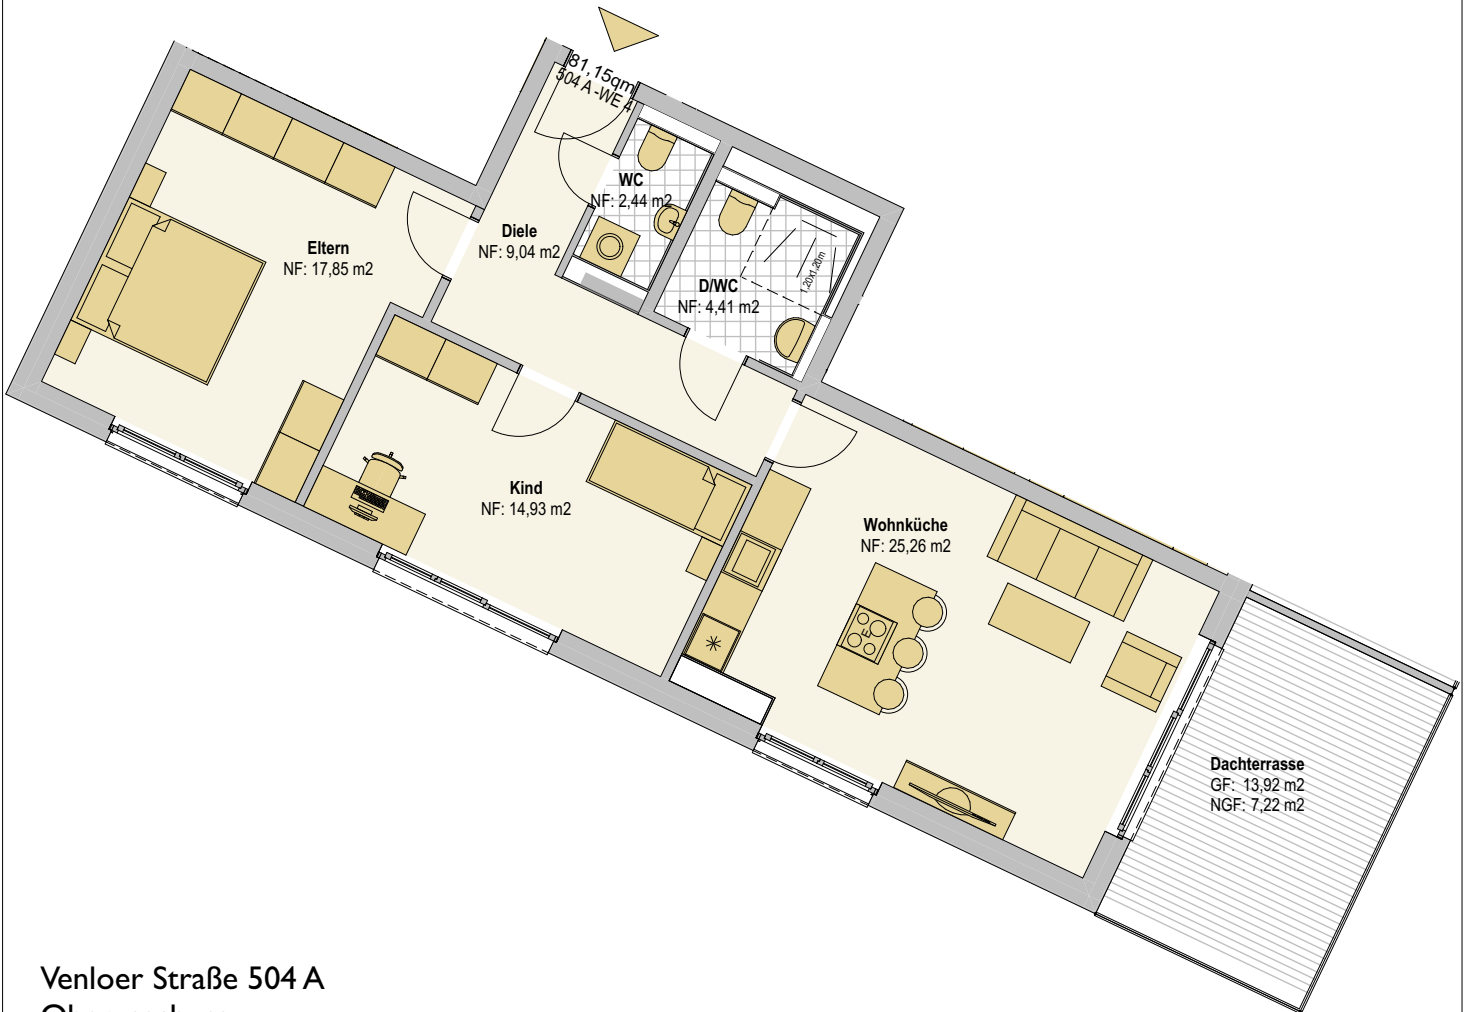 81,15qm
504 A -WE 4
WC
NF: 2,44 m2
Diele
NF: 9,04 m2
Eltern
NF: 17,85 m2
D/WC
NF: 4,41 m2
1,20x1,20m
Kind
NF: 14,93 m2
Wohnküche
NF: 25,26 m2
E
Dachterrasse
GF: 13,92 m2
NGF: 7,22 m2
Venloer Straße 504 A